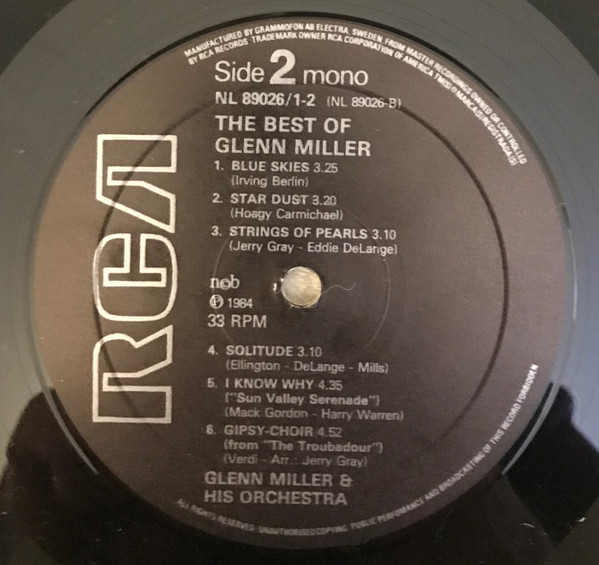 MANUFACTURED BY GRAMMOFON AB ELECTRA, SWEDEN, FROM MASTER RECORDINGS OWNED OR CONTROLLED
BY RCA RECORDS. TRADEMARK OWNER RCA CORPORATION OF AMERICA TM(S) ® MARCA(S) REGISTRADA(S)
Side 2 mono
NL 89026/1-2 (NL 89026-B)
THE BEST OF
GLENN MILLER
1. BLUE SKIES 3.25
(Irving Berlin)
2. STAR DUST 3.20
(Hoagy Carmichael)
3. STRINGS OF PEARLS 3.10
(Jerry Gray - Eddie DeLange)
RCA
ncb
℗ 1984
33 RPM
4. SOLITUDE 3.10
(Ellington - DeLange - Mills)
5. I KNOW WHY 4.35
("Sun Valley Serenade")
(Mack Gordon - Harry Warren)
6. GIPSY-CHOIR 4.52
(from "The Troubadour")
(Verdi - Arr.: Jerry Gray)
GLENN MILLER &
HIS ORCHESTRA
ALL RIGHTS RESERVED. UNAUTHORISED COPYING, PUBLIC PERFOMANCE AND BROADCASTING OF THIS RECORD FORBIDDEN